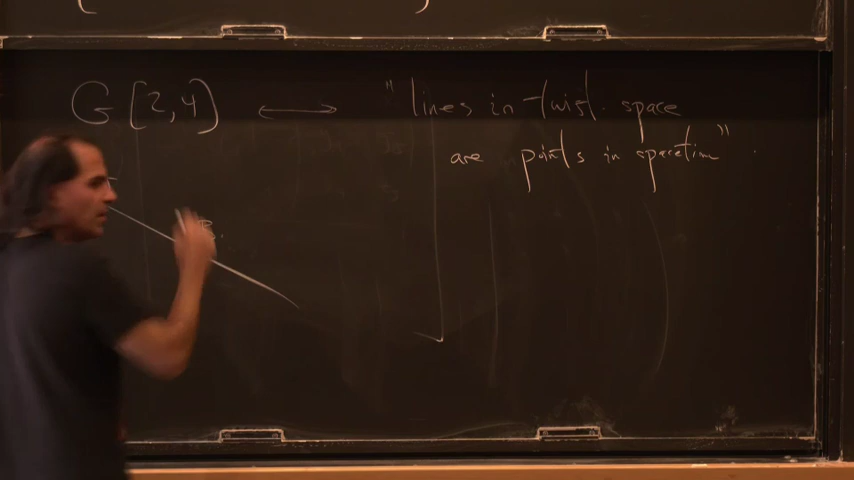 G[2,4] ⟷ "lines in twist. space
are points in spacetime"
B.